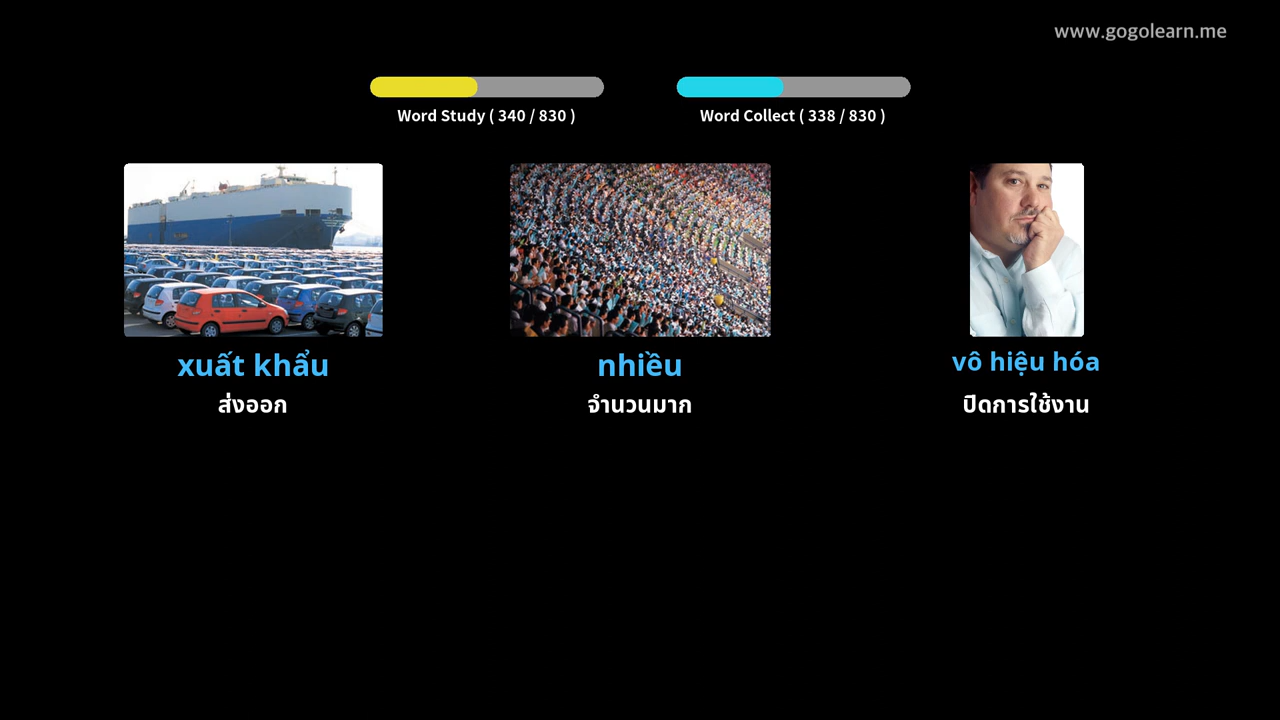 www.gogolearn.me
Word Study ( 340 / 830 )
Word Collect ( 338 / 830 )
xuất khẩu
ส่งออก
nhiều
จำนวนมาก
vô hiệu hóa
ปิดการใช้งาน